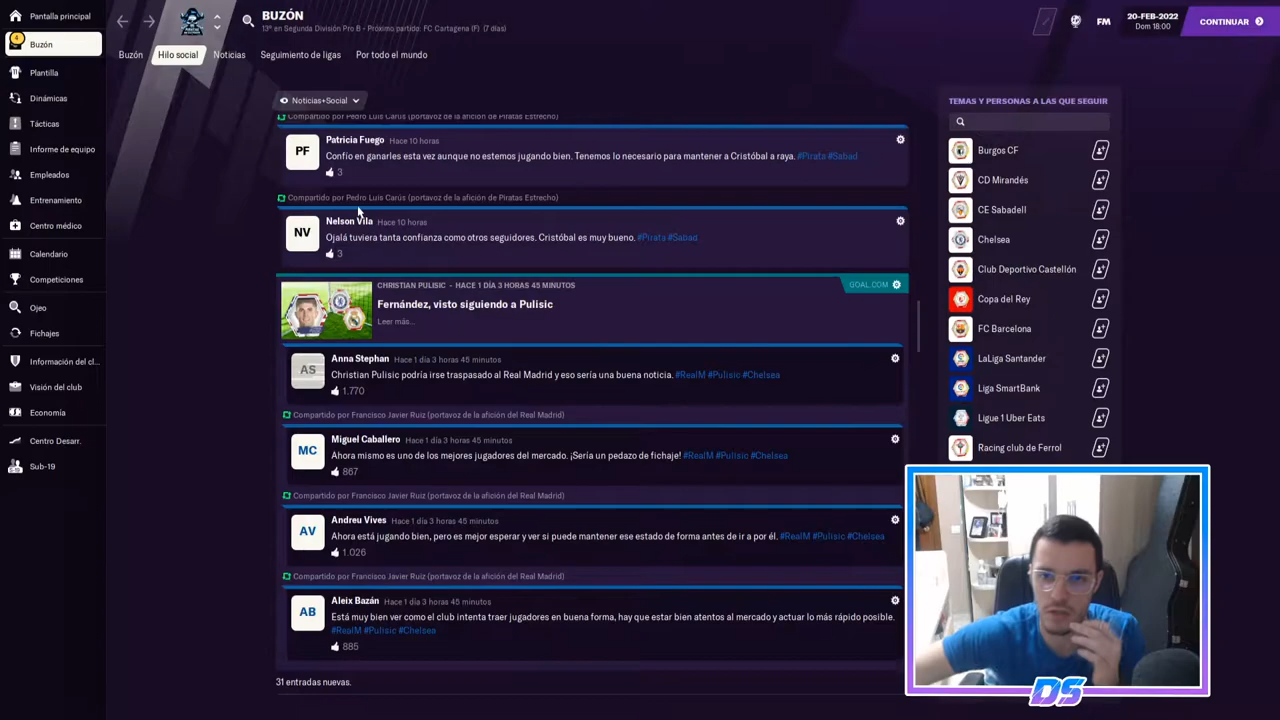 Pantalla principal
4
Buzón
Plantilla
Dinámicas
Tácticas
Informe de equipo
Empleados
Entrenamiento
Centro médico
Calendario
Competiciones
Ojeo
Fichajes
Información del cl...
Visión del club
Economía
Centro Desarr.
Sub-19
BUZÓN
13º en Segunda División Pro B - Próximo partido: FC Cartagena (F) (7 días)
FM
20-FEB-2022
Dom 18:00
CONTINUAR
Buzón
Hilo social
Noticias
Seguimiento de ligas
Por todo el mundo
Noticias+Social
Compartido por Pedro Luis Carús (portavoz de la afición de Piratas Estrecho)
PF
Patricia Fuego Hace 10 horas
Confío en ganarles esta vez aunque no estemos jugando bien. Tenemos lo necesario para mantener a Cristóbal a raya. #Pirats #Sabad
3
Compartido por Pedro Luis Carús (portavoz de la afición de Piratas Estrecho)
NV
Nelson Vila Hace 10 horas
Ojalá tuviera tanta confianza como otros seguidores. Cristóbal es muy bueno. #Pirata #Sabad
3
CHRISTIAN PULISIC - HACE 1 DÍA 3 HORAS 45 MINUTOS
GOAL.COM
Fernández, visto siguiendo a Pulisic
Leer más...
AS
Anna Stephan Hace 1 día 3 horas 45 minutos
Christian Pulisic podría irse traspasado al Real Madrid y eso sería una buena noticia. #RealM #Pulisic #Chelsea
1.770
Compartido por Francisco Javier Ruiz (portavoz de la afición del Real Madrid)
MC
Miguel Caballero Hace 1 día 3 horas 45 minutos
Ahora mismo es uno de los mejores jugadores del mercado. ¡Sería un pedazo de fichaje! #RealM #Pulisic #Chelsea
867
Compartido por Francisco Javier Ruiz (portavoz de la afición del Real Madrid)
AV
Andreu Vives Hace 1 día 3 horas 45 minutos
Ahora está jugando bien, pero es mejor esperar y ver si puede mantener ese estado de forma antes de ir a por él. #RealM #Pulisic #Chelsea
1.026
Compartido por Francisco Javier Ruiz (portavoz de la afición del Real Madrid)
AB
Aleix Bazán Hace 1 día 3 horas 45 minutos
Está muy bien ver como el club intenta traer jugadores en buena forma, hay que estar bien atentos al mercado y actuar lo más rápido posible.
#RealM #Pulisic #Chelsea
885
31 entradas nuevas.
TEMAS Y PERSONAS A LAS QUE SEGUIR
Burgos CF
CD Mirandés
CE Sabadell
Chelsea
Club Deportivo Castellón
Copa del Rey
FC Barcelona
LaLiga Santander
Liga SmartBank
Ligue 1 Uber Eats
Racing club de Ferrol
DS